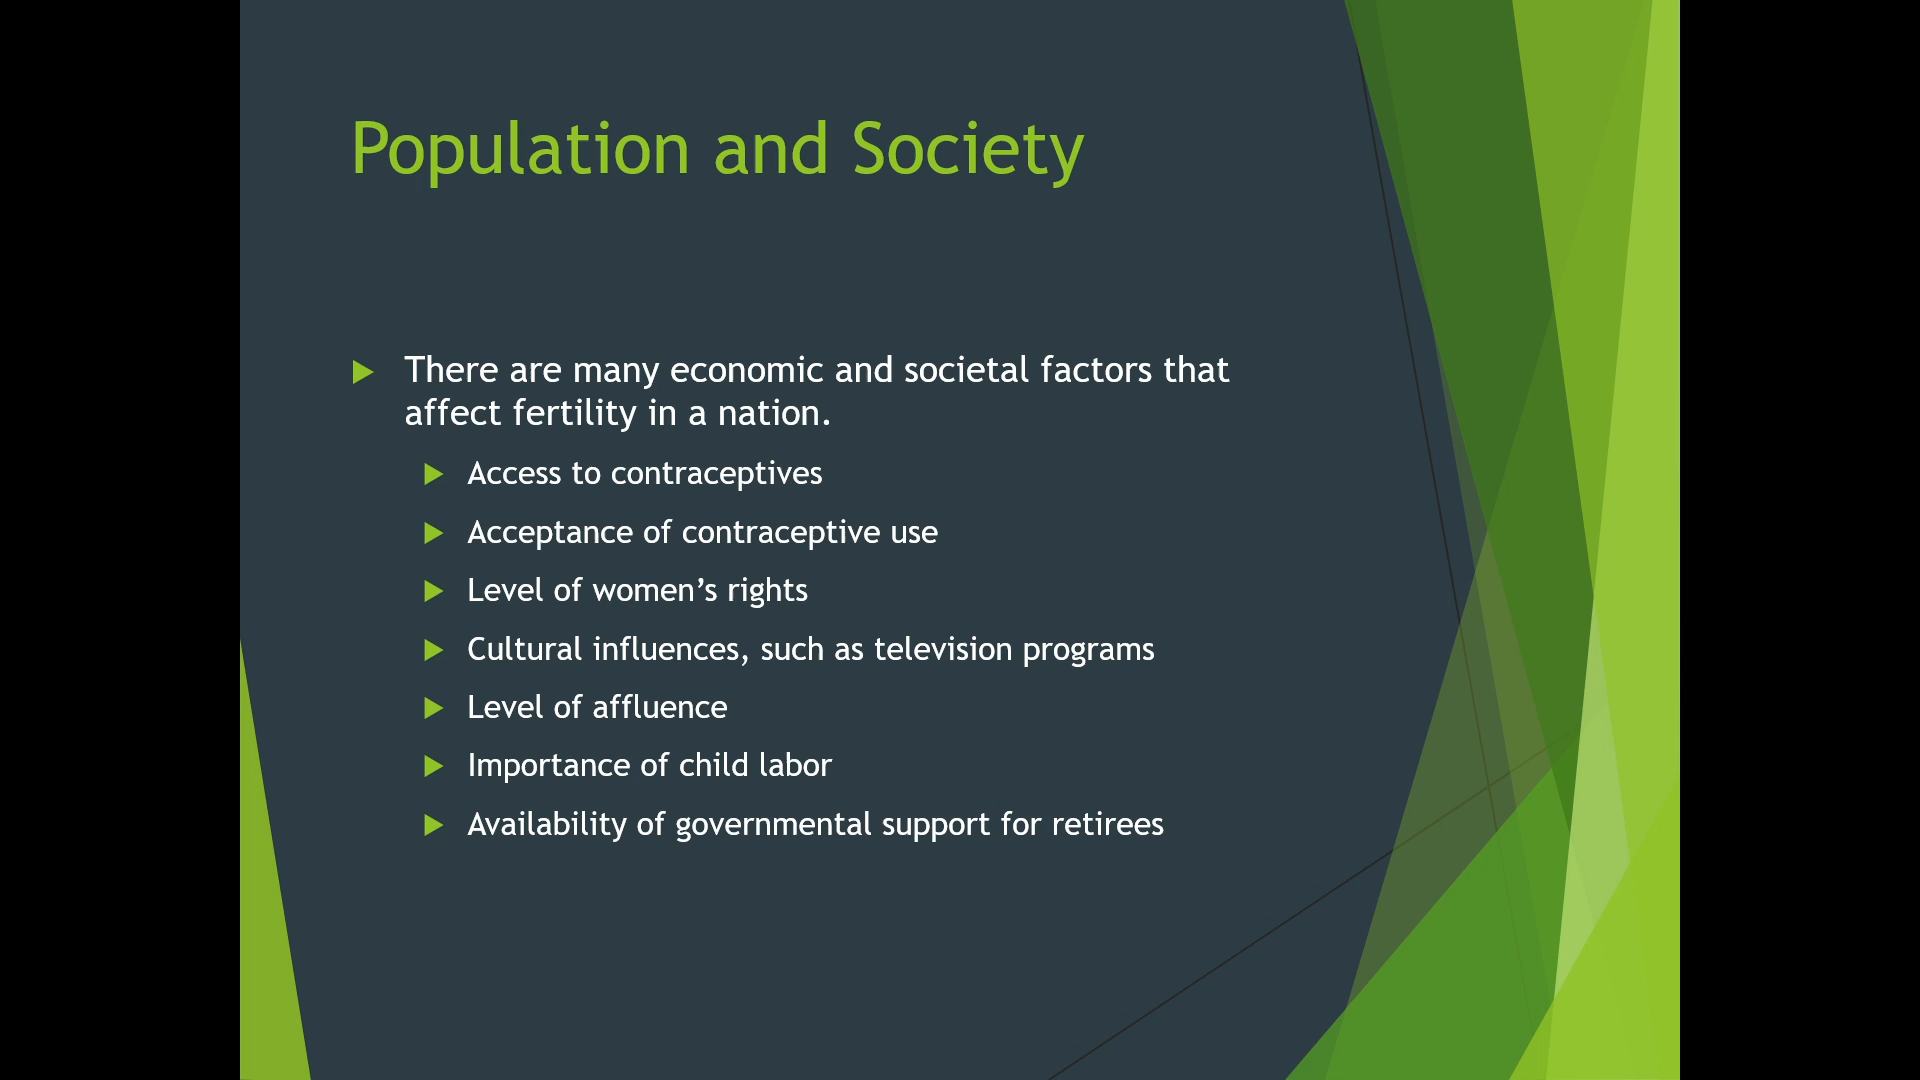 Population and Society
There are many economic and societal factors that
affect fertility in a nation.
Access to contraceptives
Acceptance of contraceptive use
Level of women’s rights
Cultural influences, such as television programs
Level of affluence
Importance of child labor
Availability of governmental support for retirees